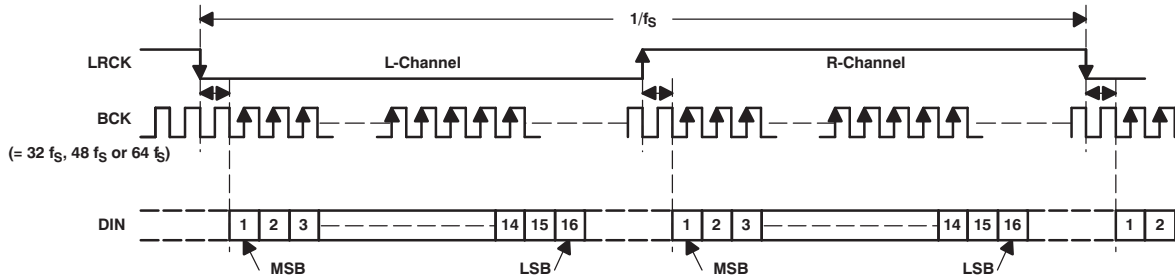 1/fS
LRCK
L-Channel
R-Channel
BCK
(= 32 fS, 48 fS or 64 fS)
DIN
1 2 3 14 15 16 1 2 3 14 15 16 1 2
MSB LSB MSB LSB